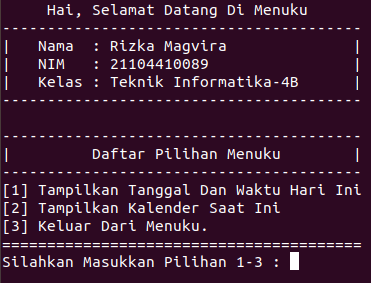 Hai, Selamat Datang Di Menuku
----------------------------------------
|   Nama  : Rizka Magvira              |
|   NIM   : 21104410089                |
|   Kelas : Teknik Informatika-4B      |
----------------------------------------
----------------------------------------
|         Daftar Pilihan Menuku        |
----------------------------------------
[1] Tampilkan Tanggal Dan Waktu Hari Ini
[2] Tampilkan Kalender Saat Ini
[3] Keluar Dari Menuku.
========================================
Silahkan Masukkan Pilihan 1-3 :